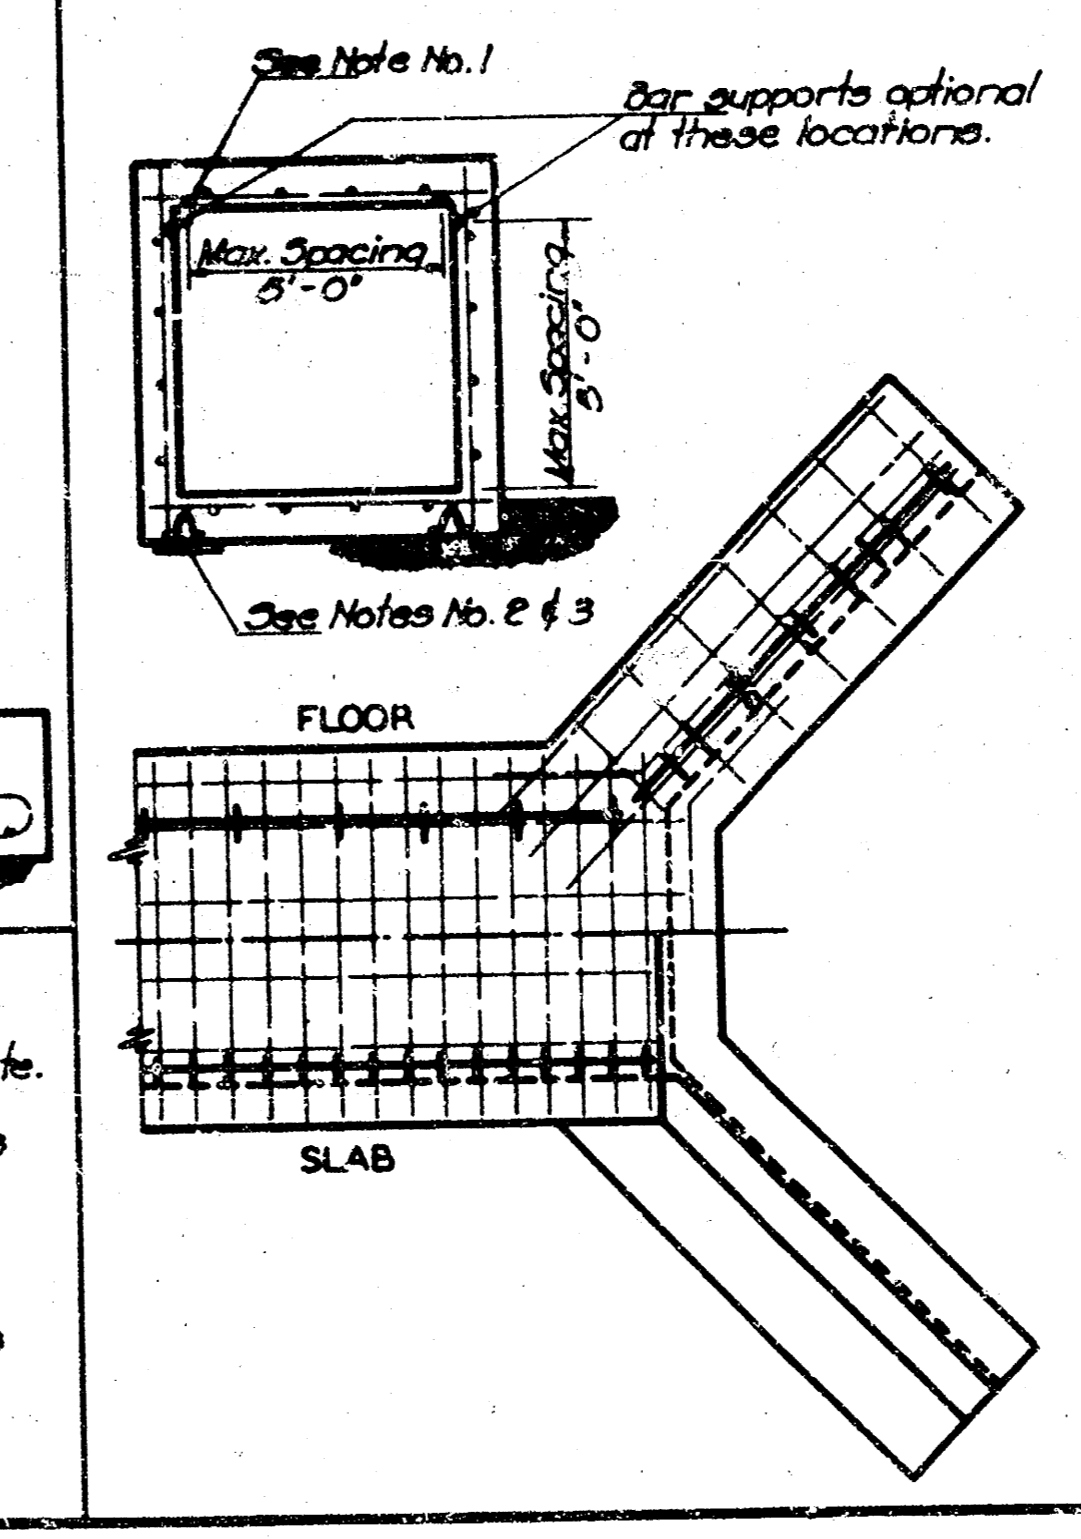 See Note No. 1
Bar supports optional
at these locations.
Max. Spacing
5'-0"
Max. Spacing
5'-0"
See Notes No. 2 & 3
FLOOR
SLAB
te.